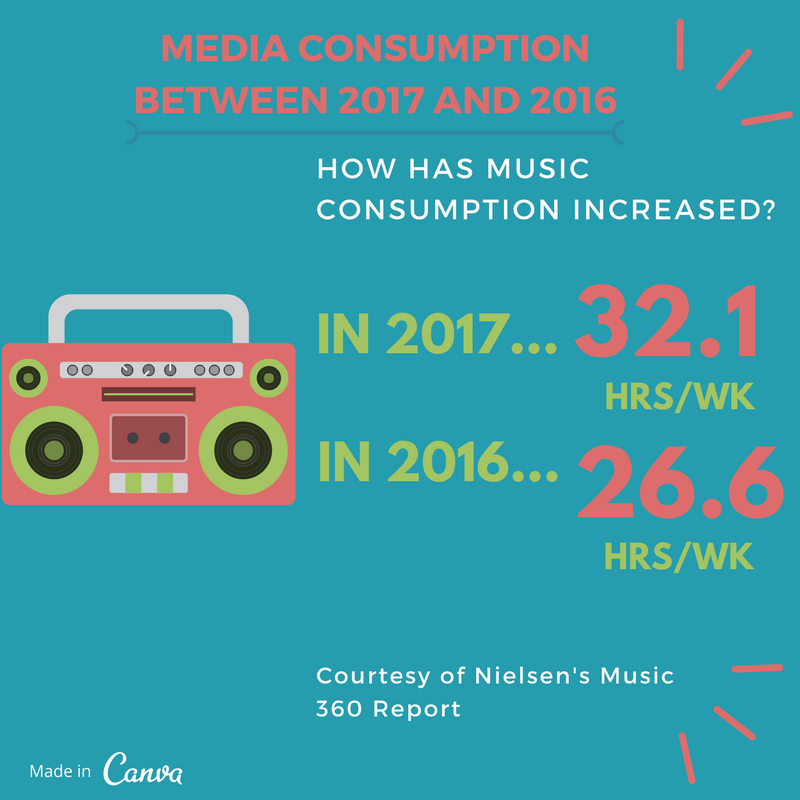 MEDIA CONSUMPTION
BETWEEN 2017 AND 2016
HOW HAS MUSIC
CONSUMPTION INCREASED?
IN 2017... 32.1
HRS/WK
IN 2016... 26.6
HRS/WK
Courtesy of Nielsen's Music
360 Report
Made in Canva